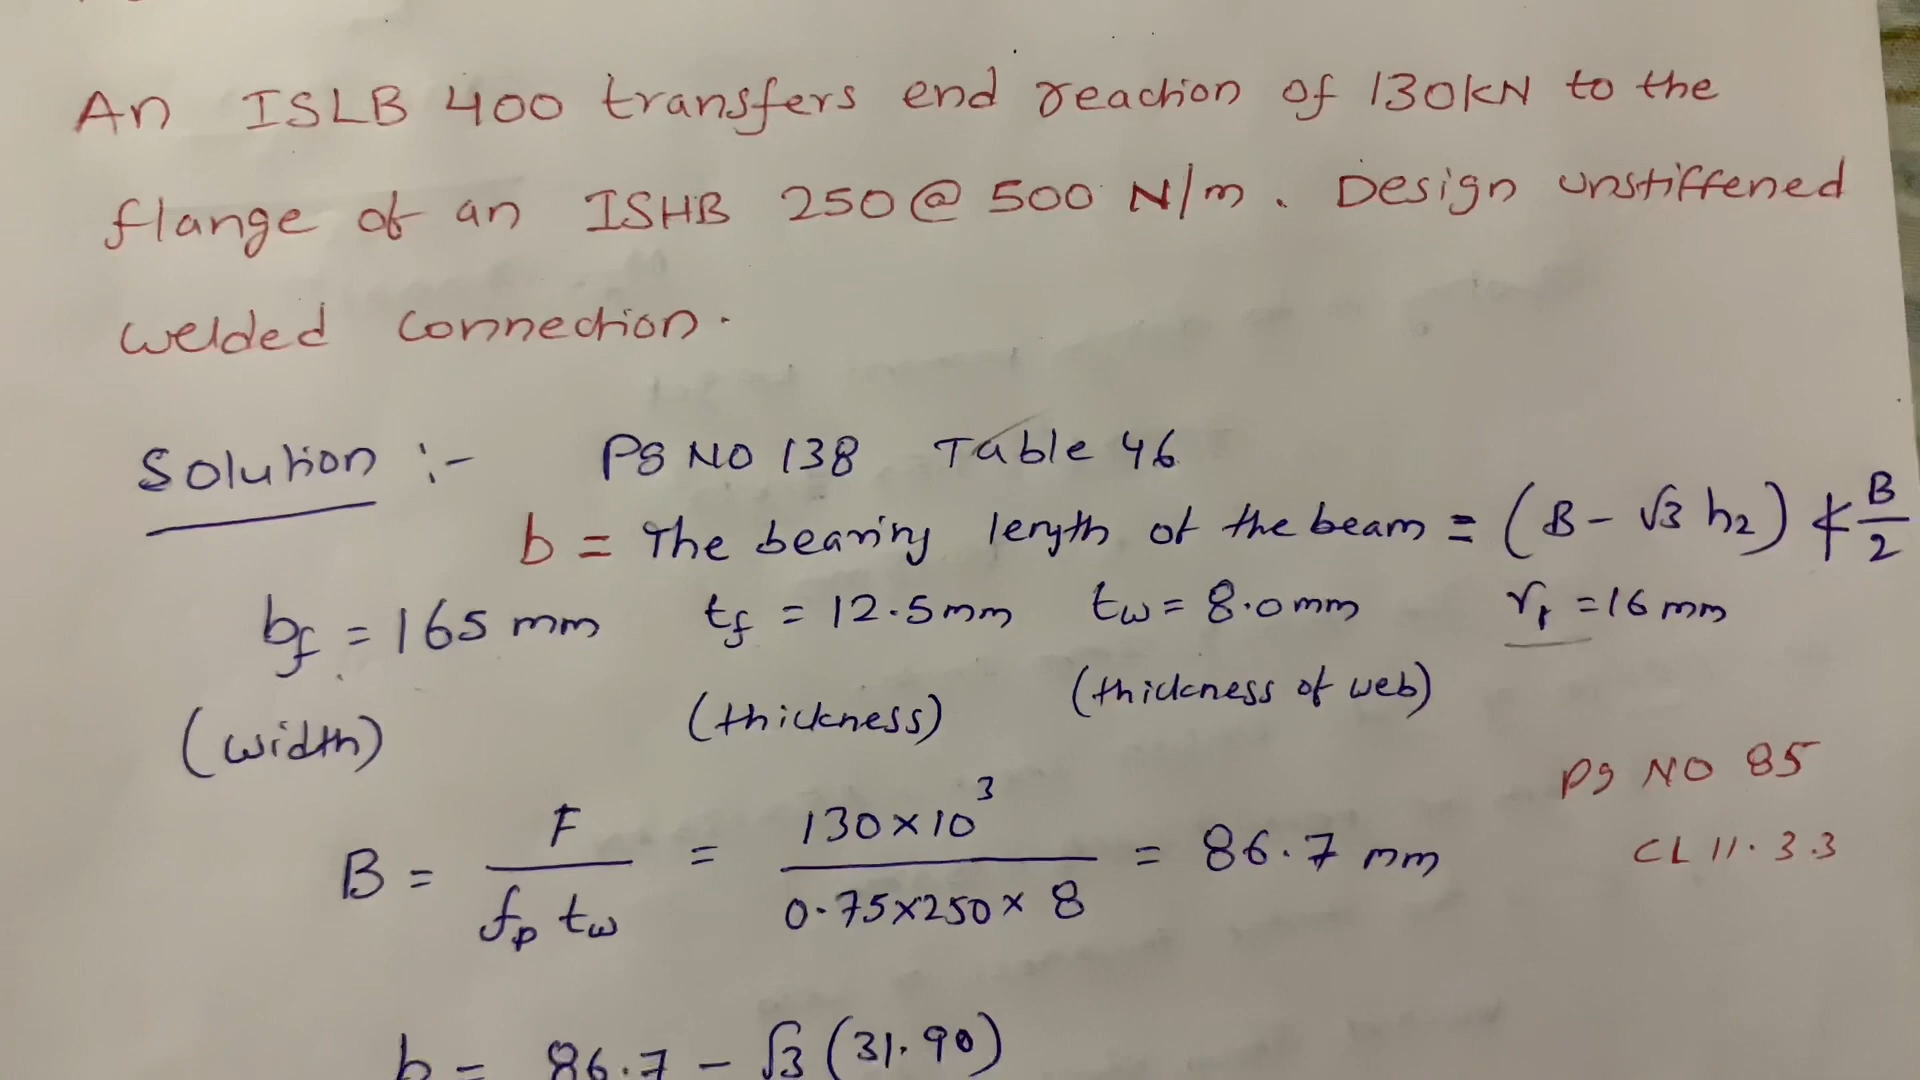 An ISLB 400 transfers end reaction of 130kN to the
flange of an ISHB 250 @ 500 N/m. Design unstiffened
welded connection.
Solution :- Pg NO 138 Table 46
b = The bearing length of the beam = (B - √3 h₂) ≮ B/2
bf = 165 mm tf = 12.5mm tw = 8.0mm r₁ = 16 mm
(width) (thickness) (thickness of web)
Pg NO 85
B = F / fp tw = 130×10³ / 0.75×250×8 = 86.7 mm
CL 11.3.3
b = 86.7 - √3 (31.90)